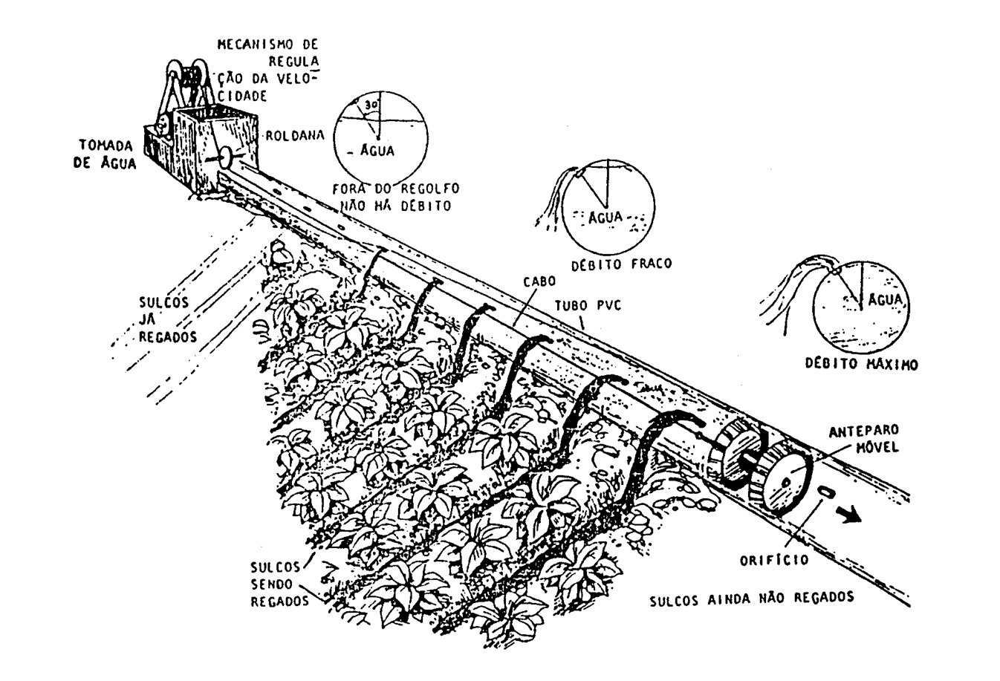 MECANISMO DE
REGULA
ÇÃO DA VELO-
CIDADE
ROLDANA
TOMADA
DE ÁGUA
30°
ÁGUA
FORA DO REGOLFO
NÃO HÁ DÉBITO
ÁGUA
DÉBITO FRACO
CABO
TUBO PVC
ÁGUA
DÉBITO MÁXIMO
SULCOS
JÁ
REGADOS
ANTEPARO
MÓVEL
ORIFÍCIO
SULCOS
SENDO
REGADOS
SULCOS AINDA NÃO REGADOS